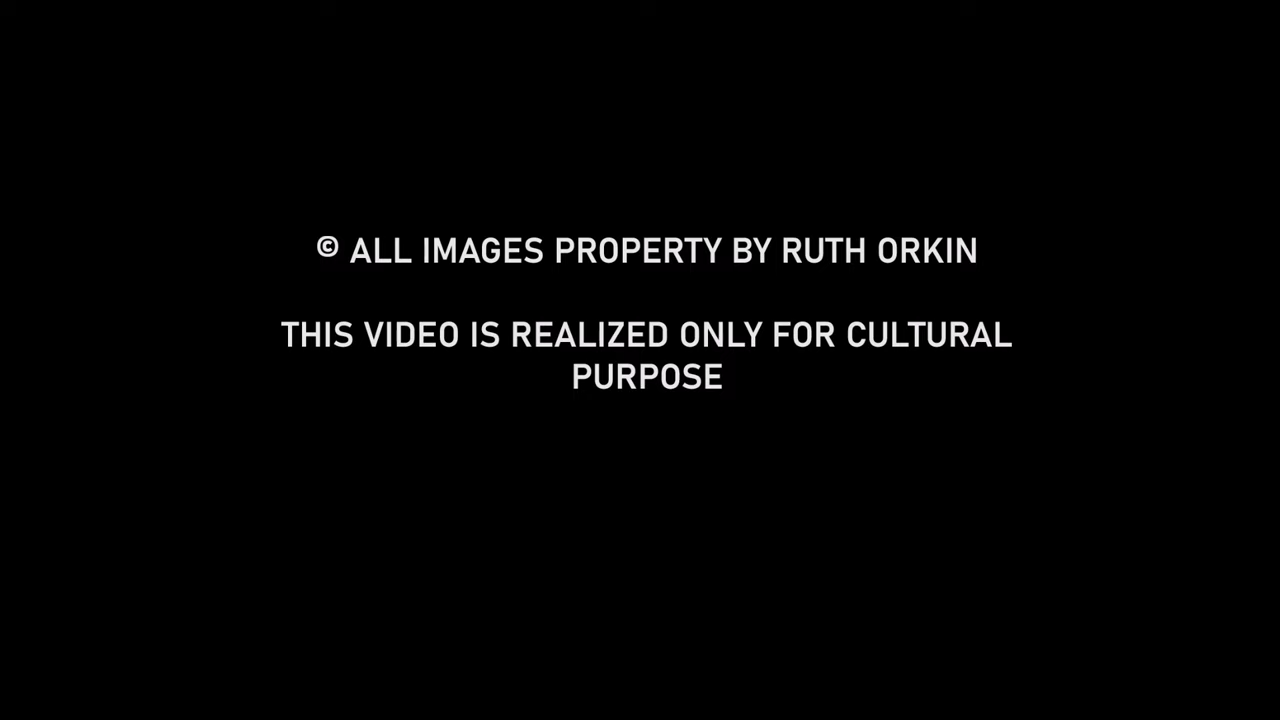 © ALL IMAGES PROPERTY BY RUTH ORKIN
THIS VIDEO IS REALIZED ONLY FOR CULTURAL
PURPOSE